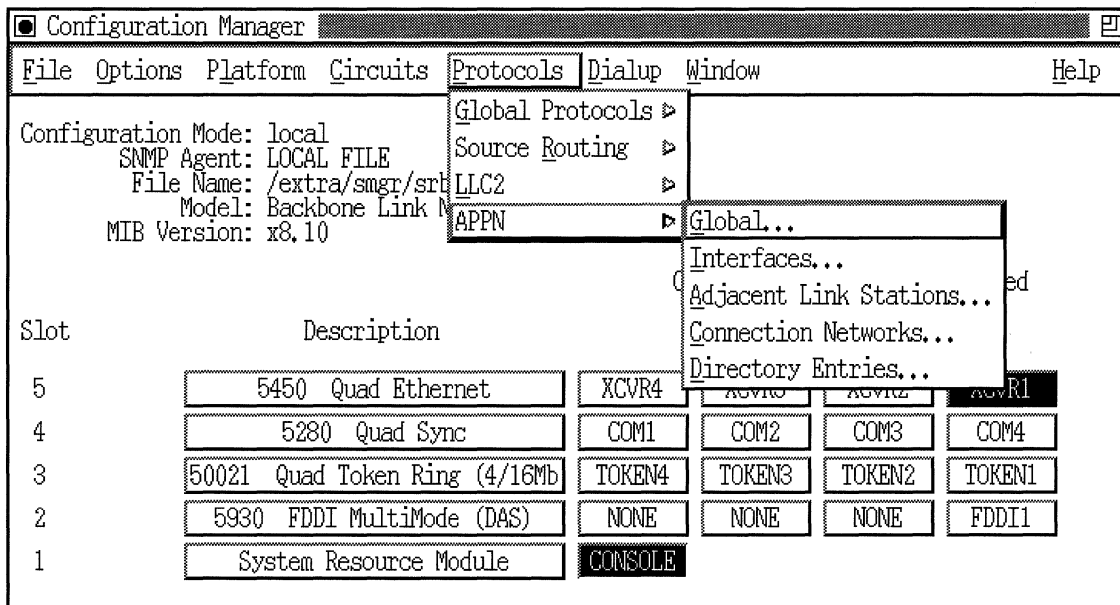 Configuration Manager
File Options Platform Circuits Protocols Dialup Window Help
Global Protocols
Source Routing
LLC2
APPN
Configuration Mode: local
SNMP Agent: LOCAL FILE
File Name: /extra/smgr/srb
Model: Backbone Link N
MIB Version: x8.10
Global...
Interfaces...
Adjacent Link Stations...
Connection Networks...
Directory Entries...
C ed
Slot Description
5 5450 Quad Ethernet XCVR4 XCVR3 XCVR2 XCVR1
4 5280 Quad Sync COM1 COM2 COM3 COM4
3 50021 Quad Token Ring (4/16Mb TOKEN4 TOKEN3 TOKEN2 TOKEN1
2 5930 FDDI MultiMode (DAS) NONE NONE NONE FDDI1
1 System Resource Module CONSOLE